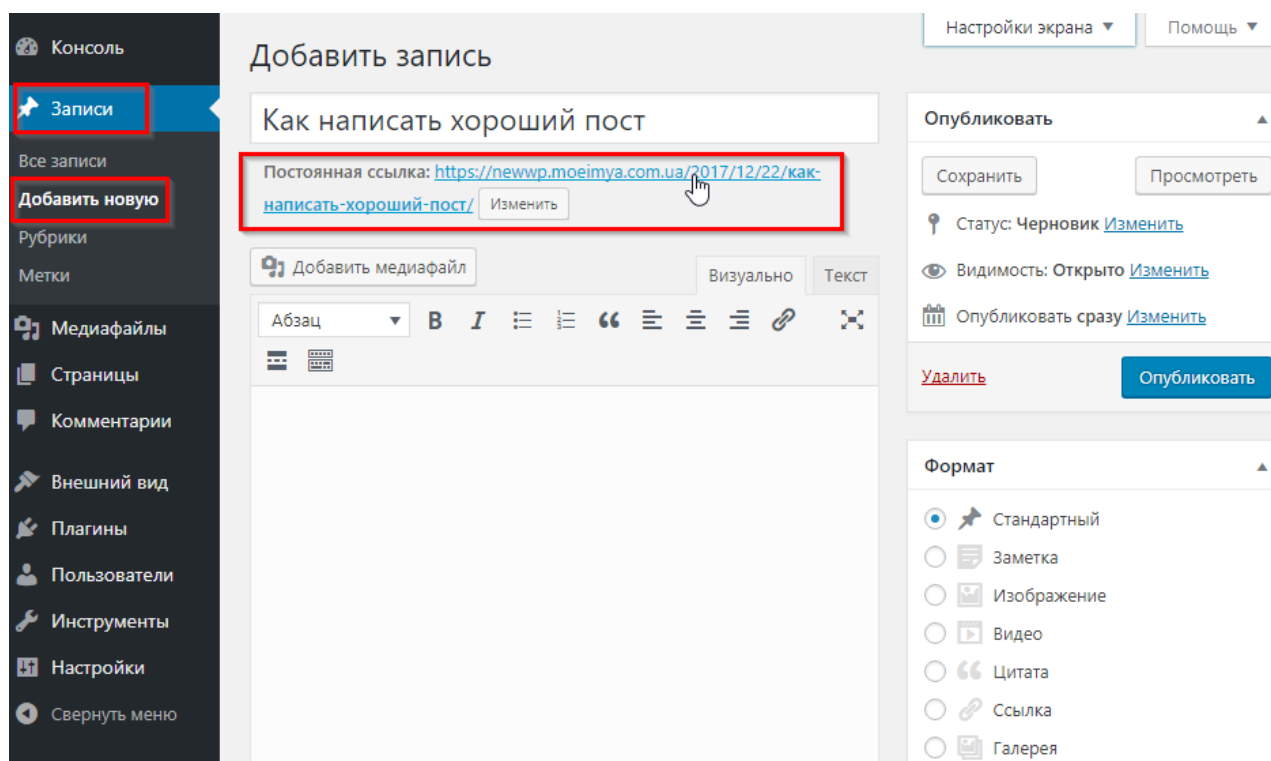 Консоль
Записи
Все записи
Добавить новую
Рубрики
Метки
Медиафайлы
Страницы
Комментарии
Внешний вид
Плагины
Пользователи
Инструменты
Настройки
Свернуть меню
Настройки экрана
Помощь
Добавить запись
Как написать хороший пост
Постоянная ссылка: https://newwp.moeimya.com.ua/2017/12/22/как-
написать-хороший-пост/ Изменить
Добавить медиафайл
Визуально
Текст
Абзац
B I
Опубликовать
Сохранить
Просмотреть
Статус: Черновик Изменить
Видимость: Открыто Изменить
Опубликовать сразу Изменить
Удалить
Опубликовать
Формат
Стандартный
Заметка
Изображение
Видео
Цитата
Ссылка
Галерея